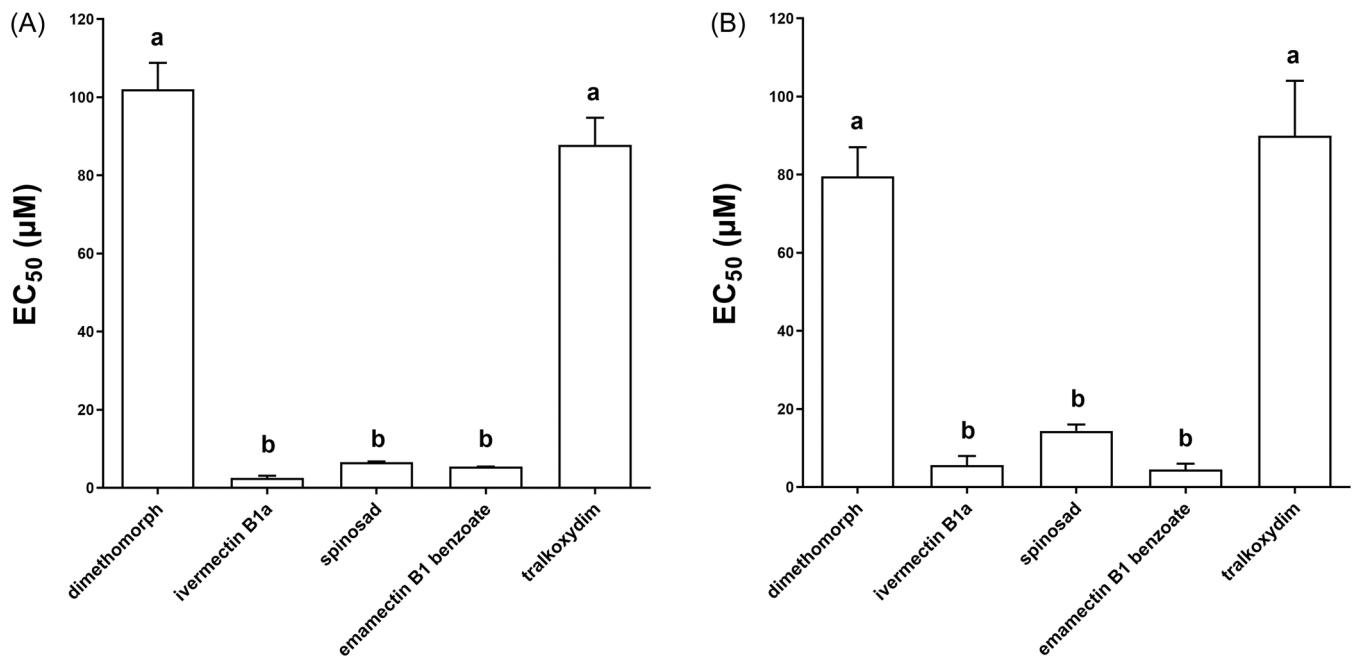 (A)
EC50 (µM)
120
100
80
60
40
20
0
a
b
b
b
a
dimethomorph
ivermectin B1a
spinosad
emamectin B1 benzoate
tralkoxydim
(B)
EC50 (µM)
120
100
80
60
40
20
0
a
b
b
b
a
dimethomorph
ivermectin B1a
spinosad
emamectin B1 benzoate
tralkoxydim